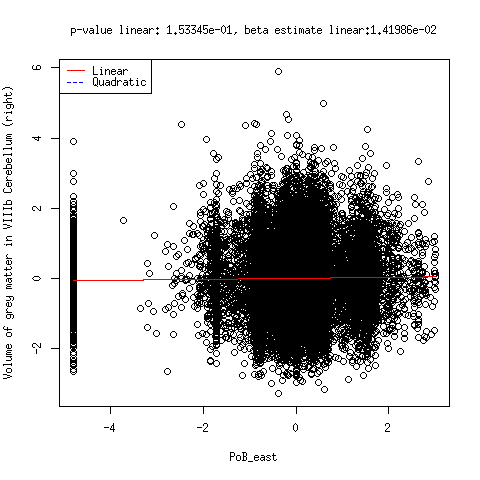 p-value linear: 1.53345e-01, beta estimate linear:1.41986e-02
Linear
Quadratic
Volume of grey matter in VIIIb Cerebellum (right)
6
4
2
0
-2
-4
-2
0
2
PoB_east